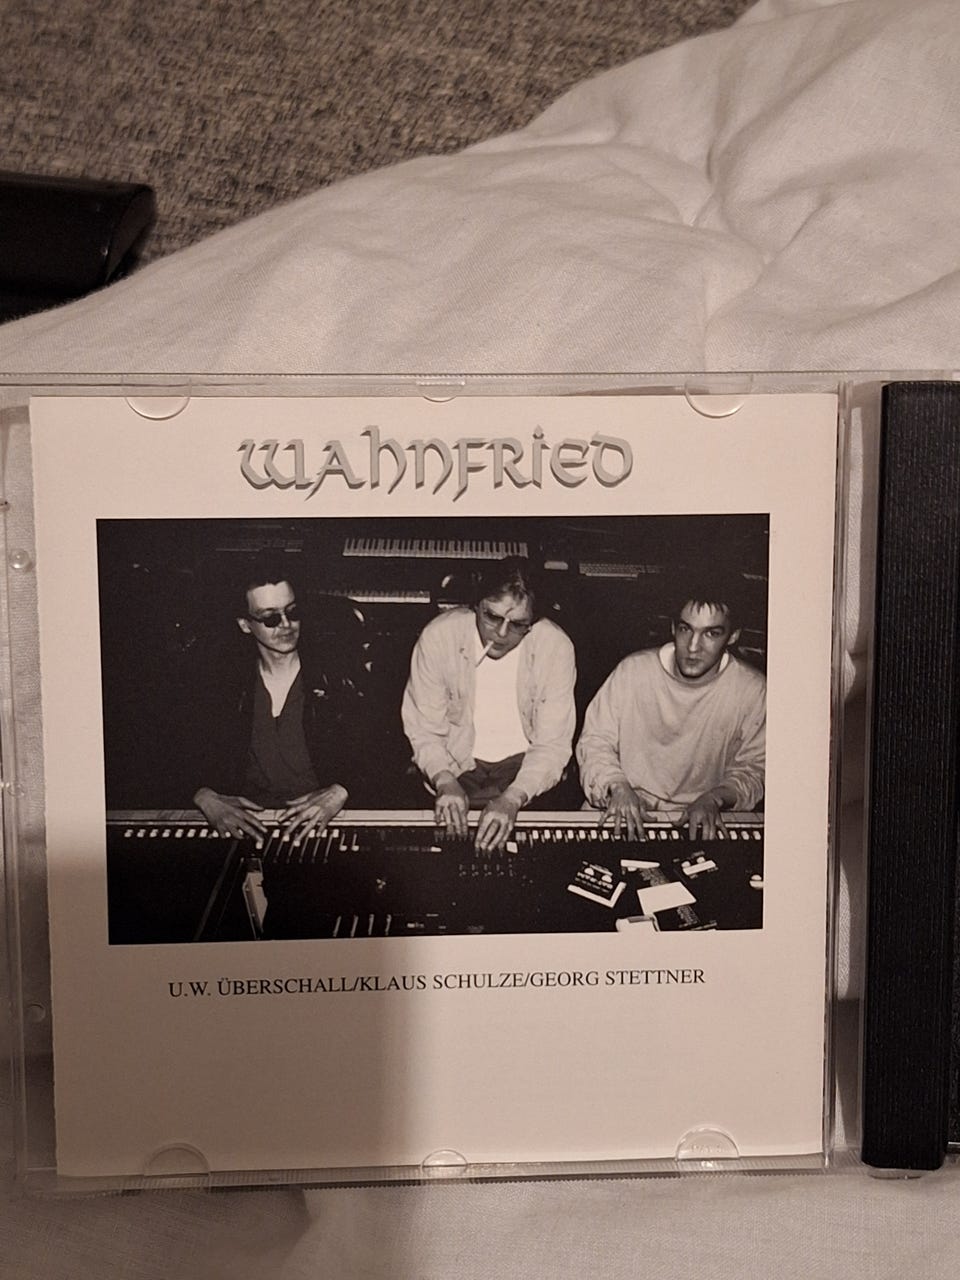 WAHNFRIED
U.W. ÜBERSCHALL/KLAUS SCHULZE/GEORG STETTNER